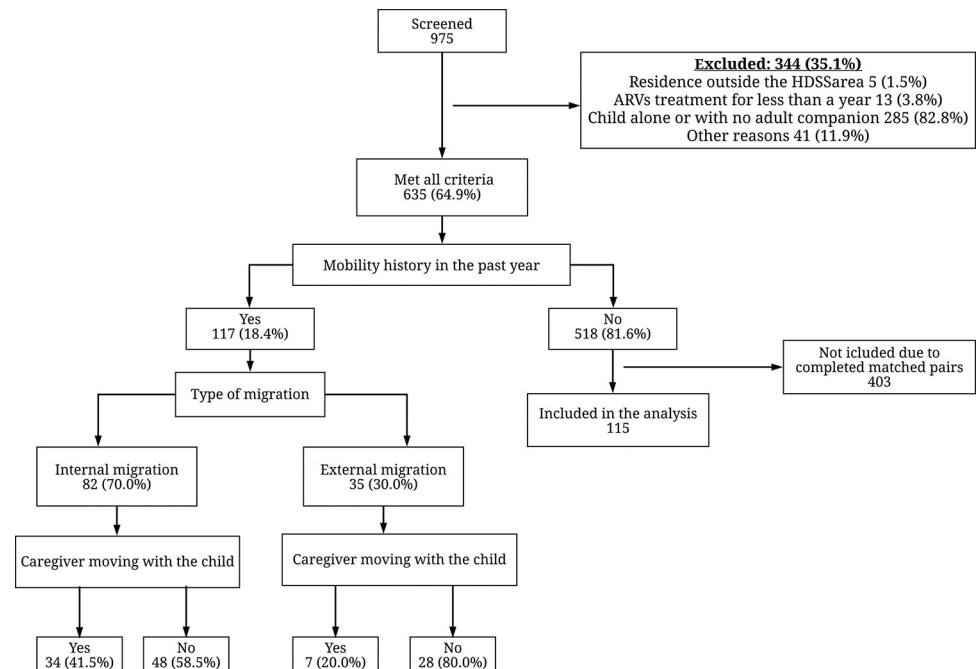 Screened
975
Excluded: 344 (35.1%)
Residence outside the HDSSarea 5 (1.5%)
ARVs treatment for less than a year 13 (3.8%)
Child alone or with no adult companion 285 (82.8%)
Other reasons 41 (11.9%)
Met all criteria
635 (64.9%)
Mobility history in the past year
Yes
117 (18.4%)
No
518 (81.6%)
Not icluded due to
completed matched pairs
403
Type of migration
Included in the analysis
115
Internal migration
82 (70.0%)
External migration
35 (30.0%)
Caregiver moving with the child
Caregiver moving with the child
Yes
34 (41.5%)
No
48 (58.5%)
Yes
7 (20.0%)
No
28 (80.0%)